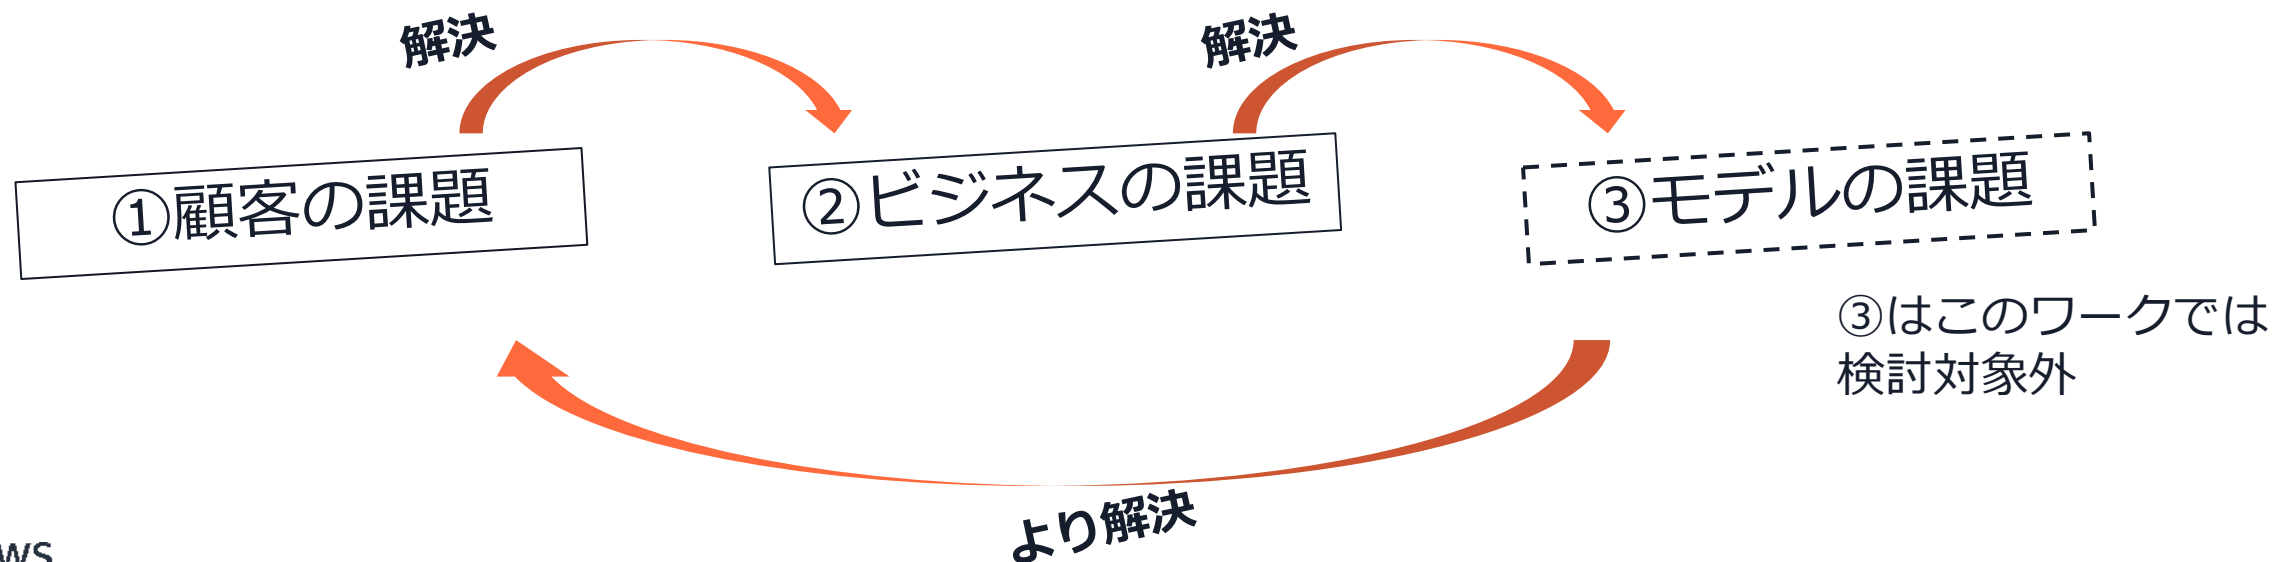 解決
解決
①顧客の課題
②ビジネスの課題
③モデルの課題
③はこのワークでは
検討対象外
より解決